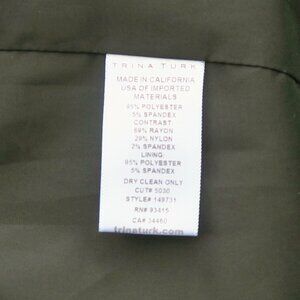 TRINA TURK
MADE IN CALIFORNIA
USA OF IMPORTED
MATERIALS
95% POLYESTER
5% SPANDEX
CONTRAST:
69% RAYON
29% NYLON
2% SPANDEX
LINING:
95% POLYESTER
5% SPANDEX
DRY CLEAN ONLY
CUT# 5030
STYLE# 149731
RN# 93415
CA# 34460
trinaturk.com